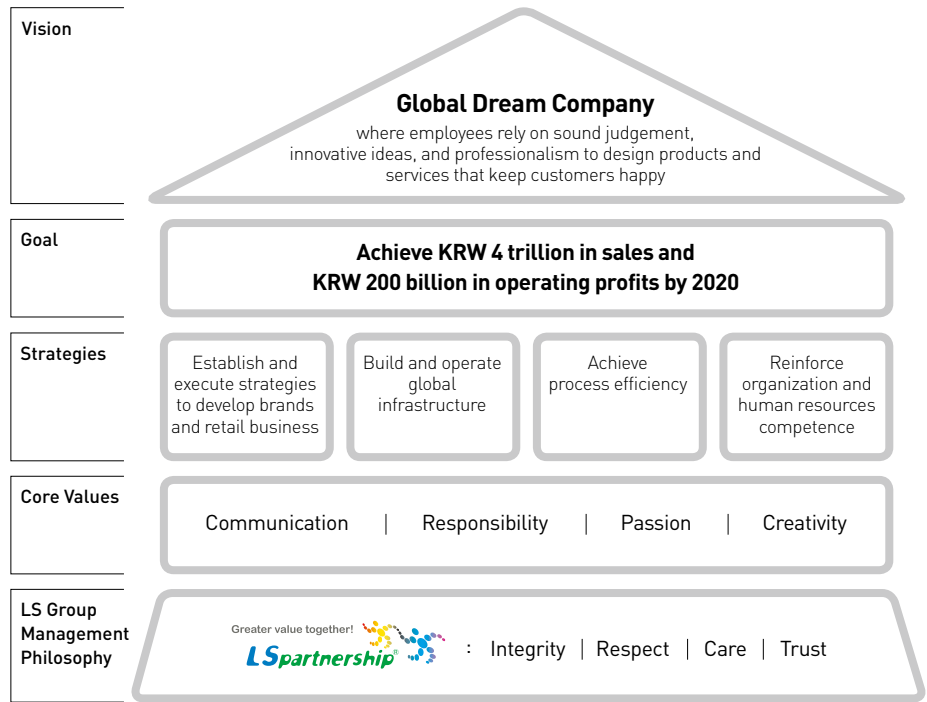 Vision
Global Dream Company
where employees rely on sound judgement,
innovative ideas, and professionalism to design products and
services that keep customers happy
Goal
Achieve KRW 4 trillion in sales and
KRW 200 billion in operating profits by 2020
Strategies
Establish and
execute strategies
to develop brands
and retail business
Build and operate
global
infrastructure
Achieve
process efficiency
Reinforce
organization and
human resources
competence
Core Values
Communication | Responsibility | Passion | Creativity
LS Group
Management
Philosophy
Greater value together!
LSpartnership®
: Integrity | Respect | Care | Trust